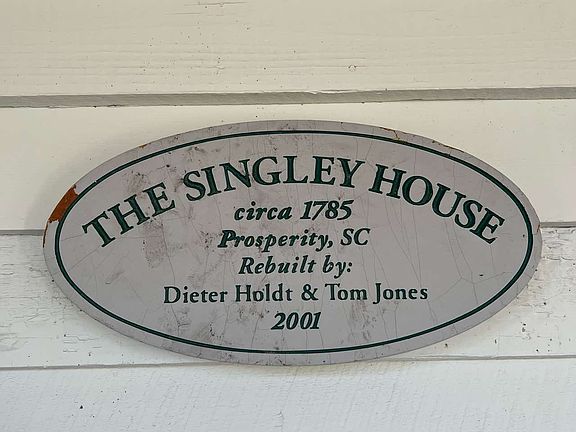 THE SINGLEY HOUSE
circa 1785
Prosperity, SC
Rebuilt by:
Dieter Holdt & Tom Jones
2001